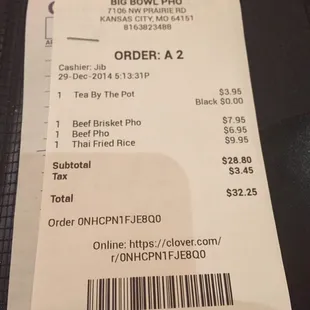 BIG BOWL PHO
7106 NW PRAIRIE RD
KANSAS CITY, MO 64151
8163823488
ORDER: A 2
Cashier: Jib
29-Dec-2014 5:13:31P
1 Tea By The Pot $3.95
Black $0.00
1 Beef Brisket Pho $7.95
1 Beef Pho $6.95
1 Thai Fried Rice $9.95
Subtotal $28.80
Tax $3.45
Total $32.25
Order 0NHCPN1FJE8Q0
Online: https://clover.com/
r/0NHCPN1FJE8Q0